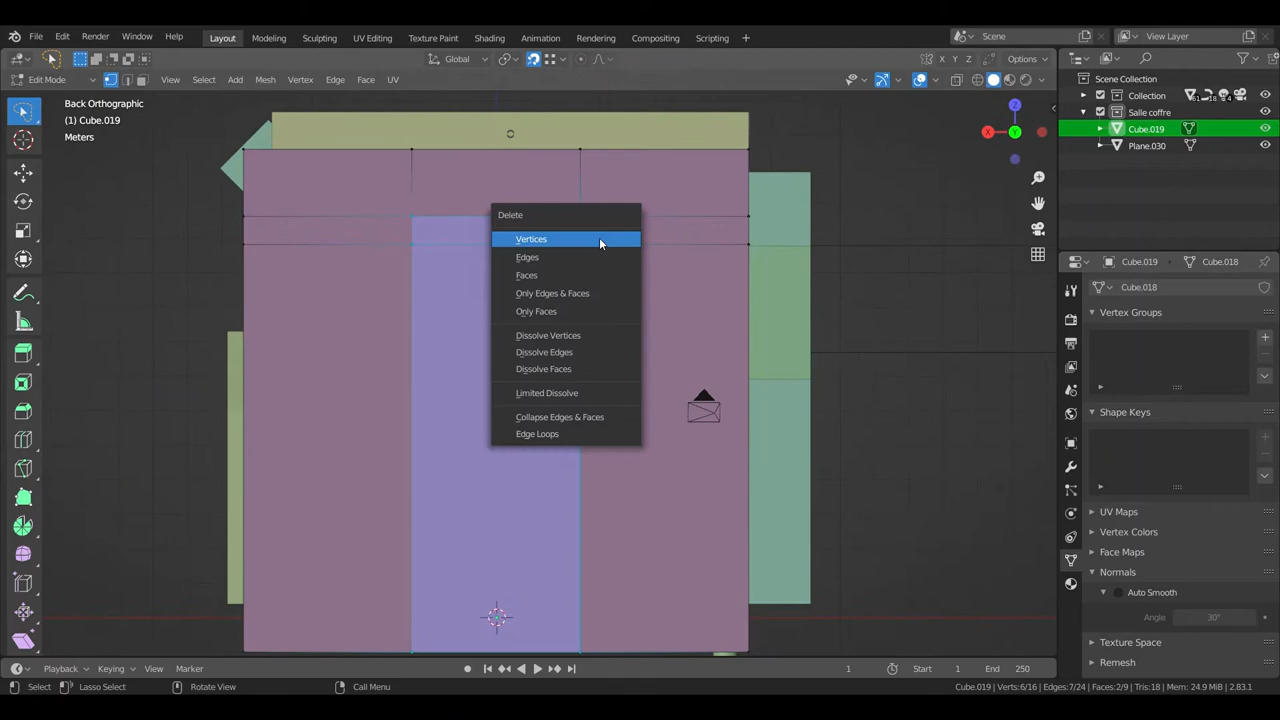 File Edit Render Window Help Layout Modeling Sculpting UV Editing Texture Paint Shading Animation Rendering Compositing Scripting + Scene View Layer
Global X Y Z Options
Edit Mode View Select Add Mesh Vertex Edge Face UV
Back Orthographic
(1) Cube.019
Meters
Z
X
Y
Delete
Vertices
Edges
Faces
Only Edges & Faces
Only Faces
Dissolve Vertices
Dissolve Edges
Dissolve Faces
Limited Dissolve
Collapse Edges & Faces
Edge Loops
Scene Collection
Collection 61 18 4
Salle coffre
Cube.019
Plane.030
Cube.019 Cube.018
Cube.018
Vertex Groups
Shape Keys
UV Maps
Vertex Colors
Face Maps
Normals
Auto Smooth
Angle 30°
Texture Space
Remesh
Playback Keying View Marker 1 Start 1 End 250
Select Lasso Select Rotate View Call Menu Cube.019 | Verts:6/16 | Edges:7/24 | Faces:2/9 | Tris:18 | Mem: 24.9 MiB | 2.83.1